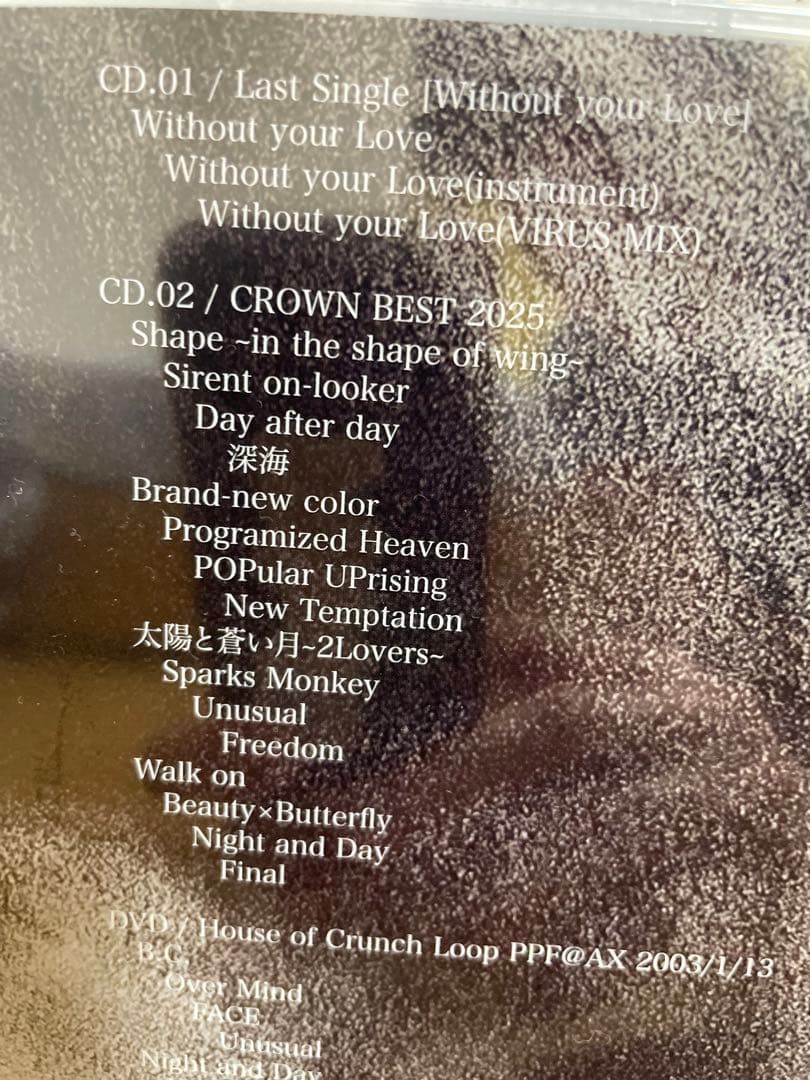 CD.01 / Last Single [Without your Love]
Without your Love
Without your Love(instrument)
Without your Love(VIRUS MIX)
CD.02 / CROWN BEST 2025
Shape ~in the shape of wing~
Sirent on-looker
Day after day
深海
Brand-new color
Programized Heaven
POPular UPrising
New Temptation
太陽と蒼い月~2Lovers~
Sparks Monkey
Unusual
Freedom
Walk on
Beauty×Butterfly
Night and Day
Final
DVD / House of Crunch Loop PPF@AX 2003/1/13
B.C.
Over Mind
FACE
Unusual
Night and Day